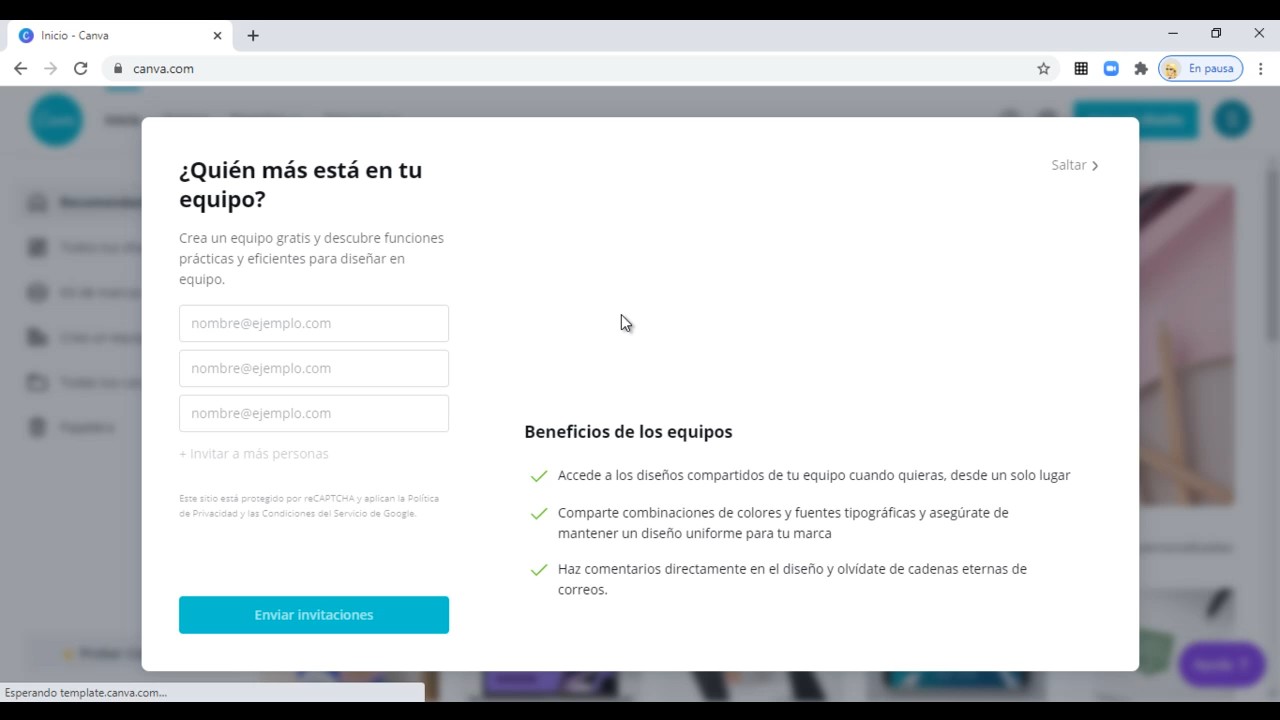 Inicio - Canva
canva.com
En pausa
¿Quién más está en tu
equipo?
Saltar
Crea un equipo gratis y descubre funciones
prácticas y eficientes para diseñar en
equipo.
nombre@ejemplo.com
nombre@ejemplo.com
nombre@ejemplo.com
+ Invitar a más personas
Este sitio está protegido por reCAPTCHA y aplican la Política
de Privacidad y las Condiciones del Servicio de Google.
Enviar invitaciones
Beneficios de los equipos
Accede a los diseños compartidos de tu equipo cuando quieras, desde un solo lugar
Comparte combinaciones de colores y fuentes tipográficas y asegúrate de
mantener un diseño uniforme para tu marca
Haz comentarios directamente en el diseño y olvídate de cadenas eternas de
correos.
Esperando template.canva.com...